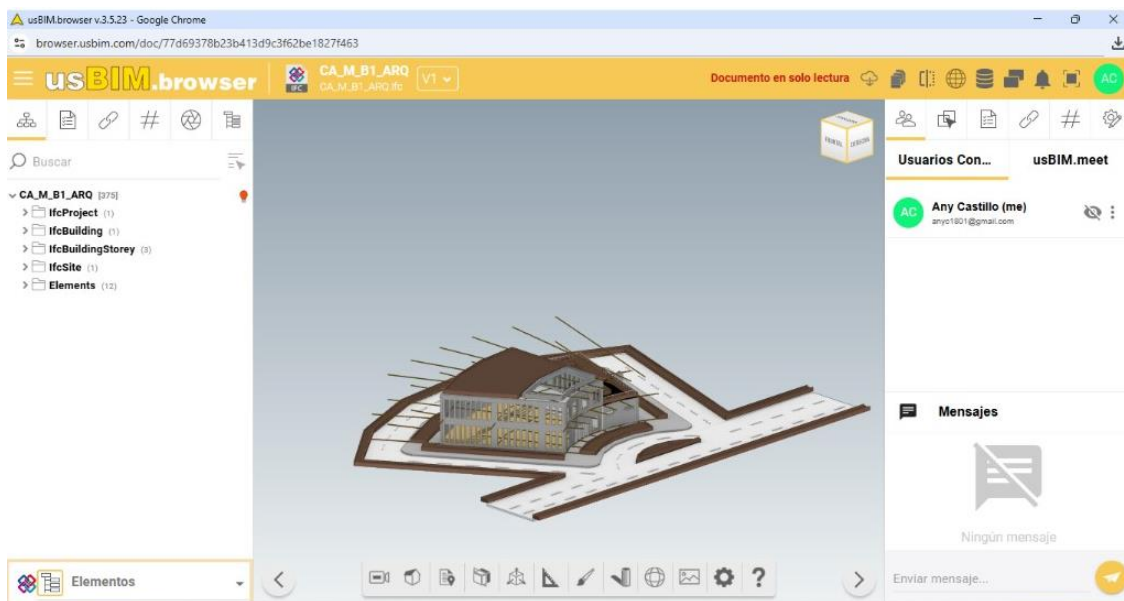 usBIM.browser v.3.5.23 - Google Chrome
browser.usbim.com/doc/77d69378b23b413d9c3f62be1827f463
usBIM.browser
IFC
CA_M_B1_ARQ
CA_M_B1_ARQ.ifc
V1
Documento en solo lectura
AC
Buscar
CA_M_B1_ARQ [375]
IfcProject (1)
IfcBuilding (1)
IfcBuildingStorey (3)
IfcSite (1)
Elements (12)
FRONTAL
Usuarios Con...
usBIM.meet
AC
Any Castillo (me)
anyc1801@gmail.com
Mensajes
Ningún mensaje
Enviar mensaje...
Elementos